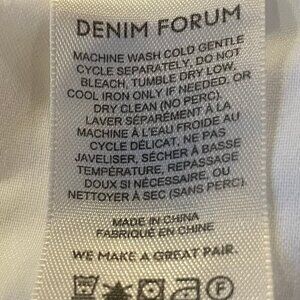 DENIM FORUM
MACHINE WASH COLD GENTLE
CYCLE SEPARATELY, DO NOT
BLEACH, TUMBLE DRY LOW,
COOL IRON ONLY IF NEEDED, OR
DRY CLEAN (NO PERC).
LAVER SÉPARÉMENT À LA
MACHINE À L'EAU FROIDE AU
CYCLE DÉLICAT, NE PAS
JAVELISER, SÉCHER À BASSE
TEMPÉRATURE, REPASSAGE
DOUX SI NÉCESSAIRE, OU
NETTOYER À SEC (SANS PERC).
MADE IN CHINA
FABRIQUÉ EN CHINE
WE MAKE A GREAT PAIR.